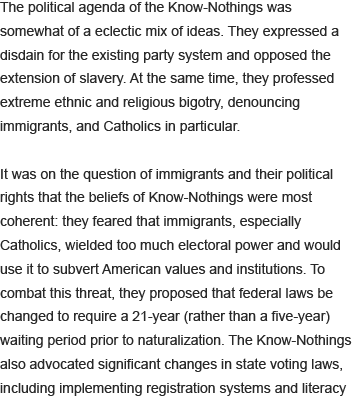 The political agenda of the Know-Nothings was
somewhat of a eclectic mix of ideas. They expressed a
disdain for the existing party system and opposed the
extension of slavery. At the same time, they professed
extreme ethnic and religious bigotry, denouncing
immigrants, and Catholics in particular.
It was on the question of immigrants and their political
rights that the beliefs of Know-Nothings were most
coherent: they feared that immigrants, especially
Catholics, wielded too much electoral power and would
use it to subvert American values and institutions. To
combat this threat, they proposed that federal laws be
changed to require a 21-year (rather than a five-year)
waiting period prior to naturalization. The Know-Nothings
also advocated significant changes in state voting laws,
including implementing registration systems and literacy